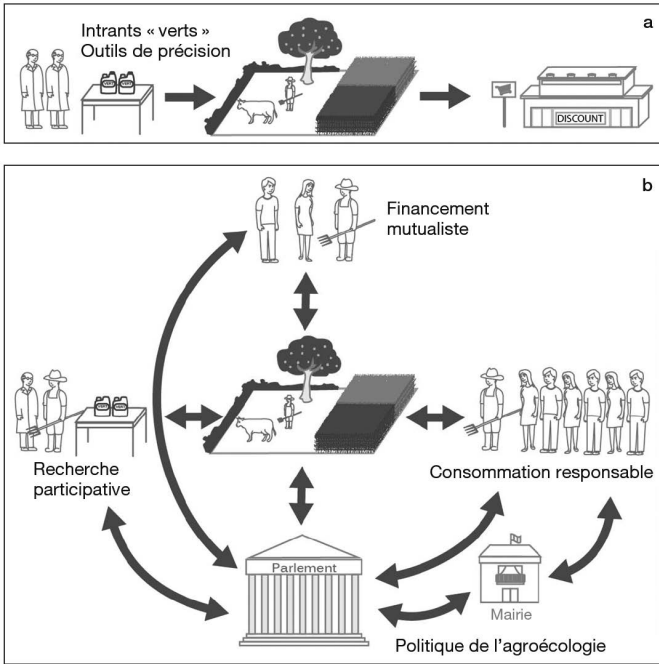 a
Intrants « verts »
Outils de précision
DISCOUNT
b
Financement
mutualiste
Recherche
participative
Consommation responsable
Parlement
Mairie
Politique de l'agroécologie